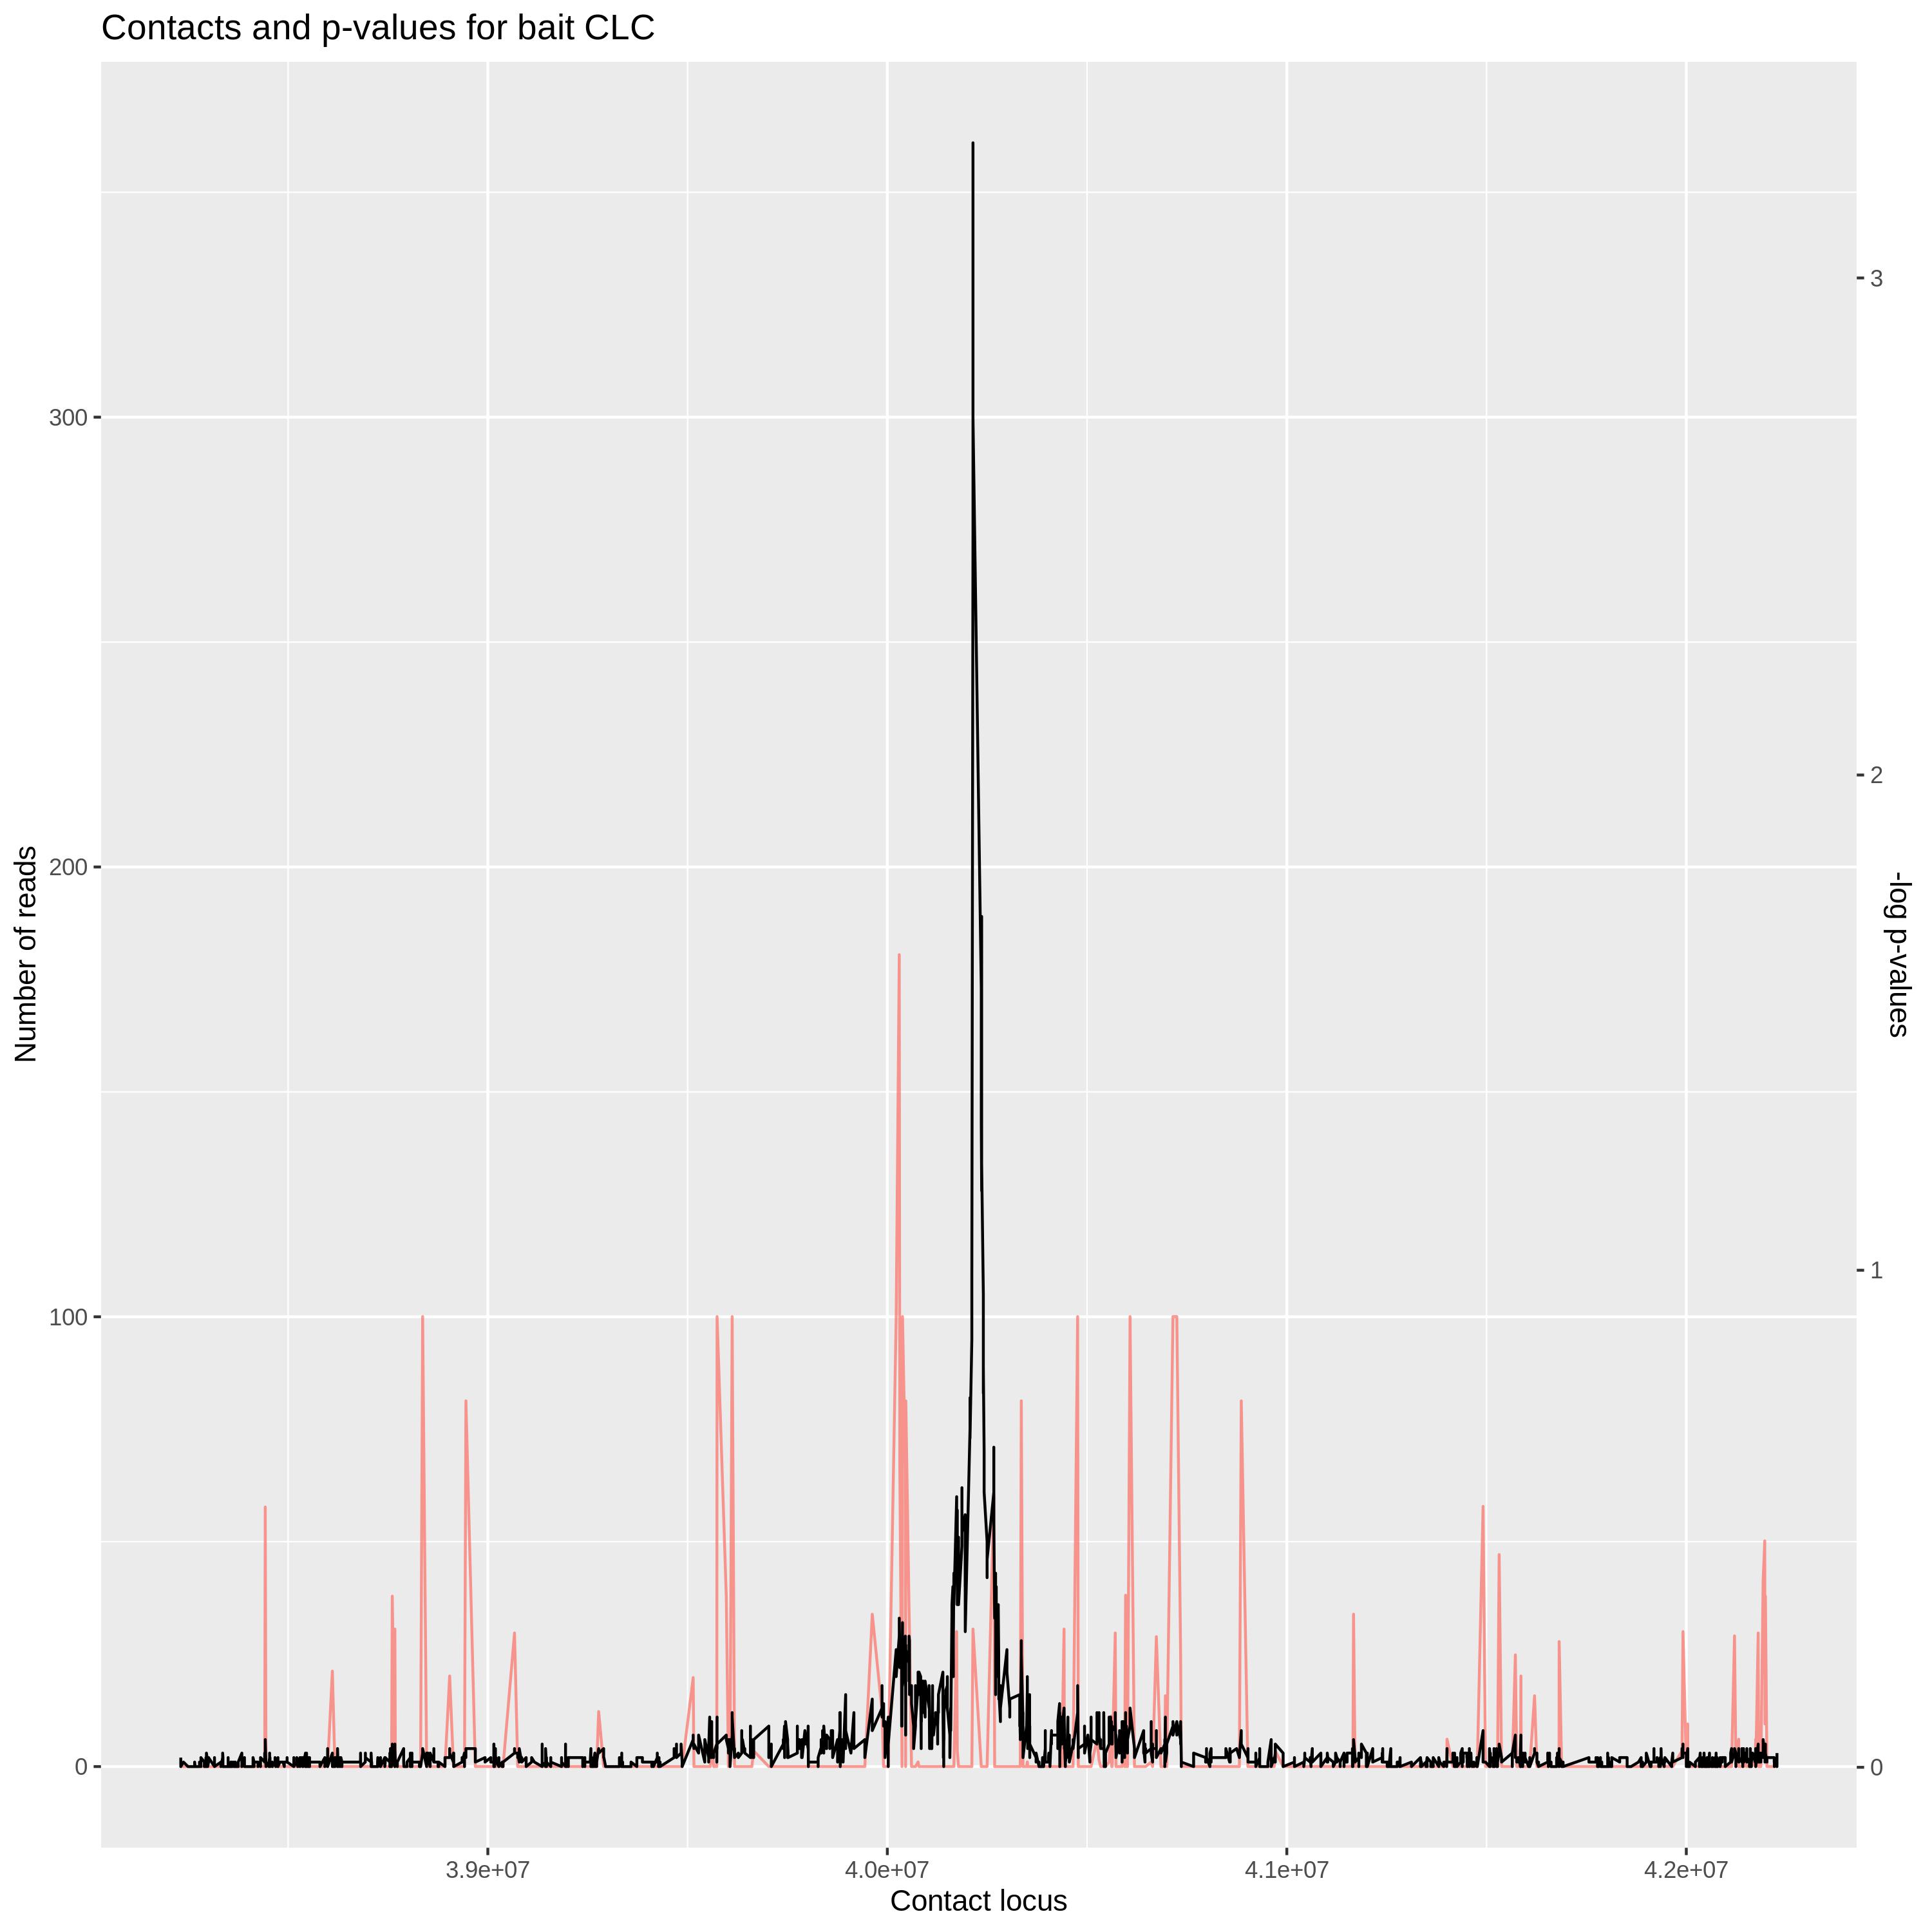 Contacts and p-values for bait CLC
Number of reads
300
200
100
0
3
2
1
0
-log p-values
3.9e+07
4.0e+07
4.1e+07
4.2e+07
Contact locus